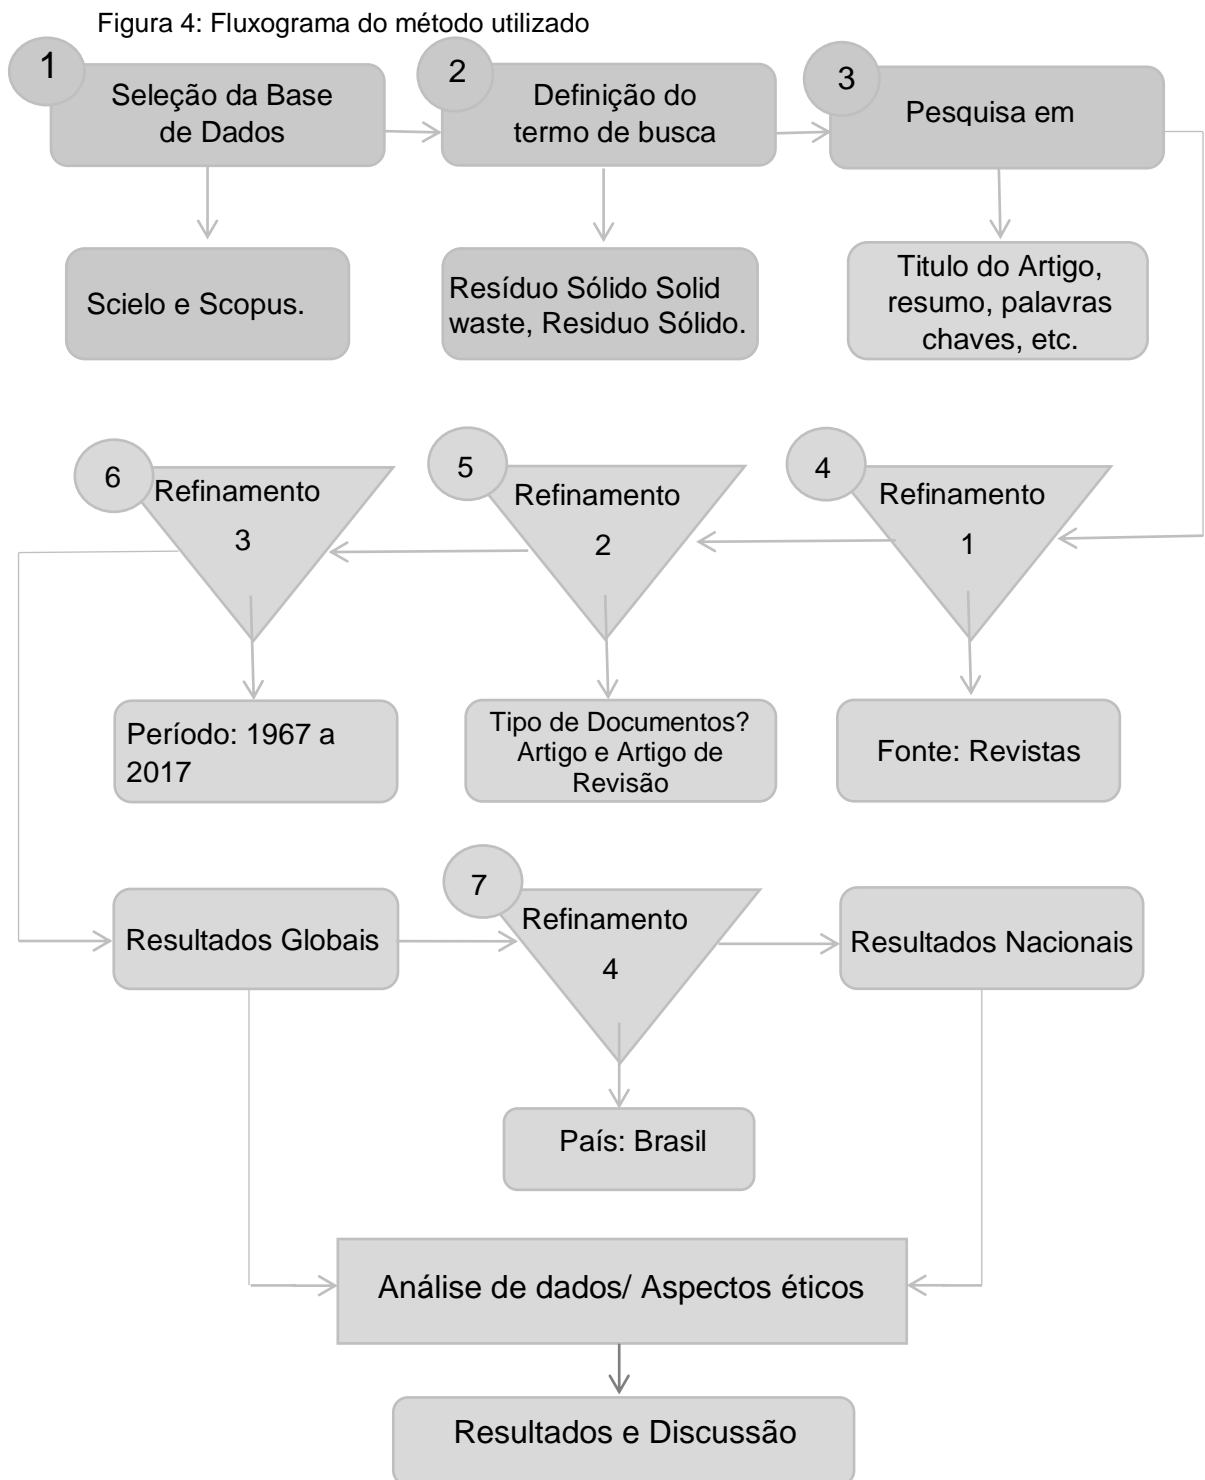 Figura 4: Fluxograma do método utilizado
1
Seleção da Base
de Dados
2
Definição do
termo de busca
3
Pesquisa em
Scielo e Scopus.
Resíduo Sólido Solid
waste, Residuo Sólido.
Titulo do Artigo,
resumo, palavras
chaves, etc.
4
Refinamento
1
5
Refinamento
2
6
Refinamento
3
Fonte: Revistas
Tipo de Documentos?
Artigo e Artigo de
Revisão
Período: 1967 a
2017
Resultados Globais
7
Refinamento
4
Resultados Nacionais
País: Brasil
Análise de dados/ Aspectos éticos
Resultados e Discussão